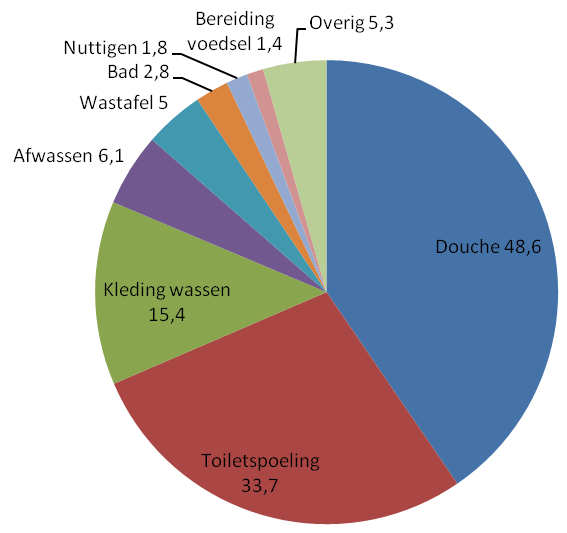 Bereiding
voedsel 1,4
Overig 5,3
Nuttigen 1,8
Bad 2,8
Wastafel 5
Afwassen 6,1
Douche 48,6
Kleding wassen
15,4
Toiletspoeling
33,7